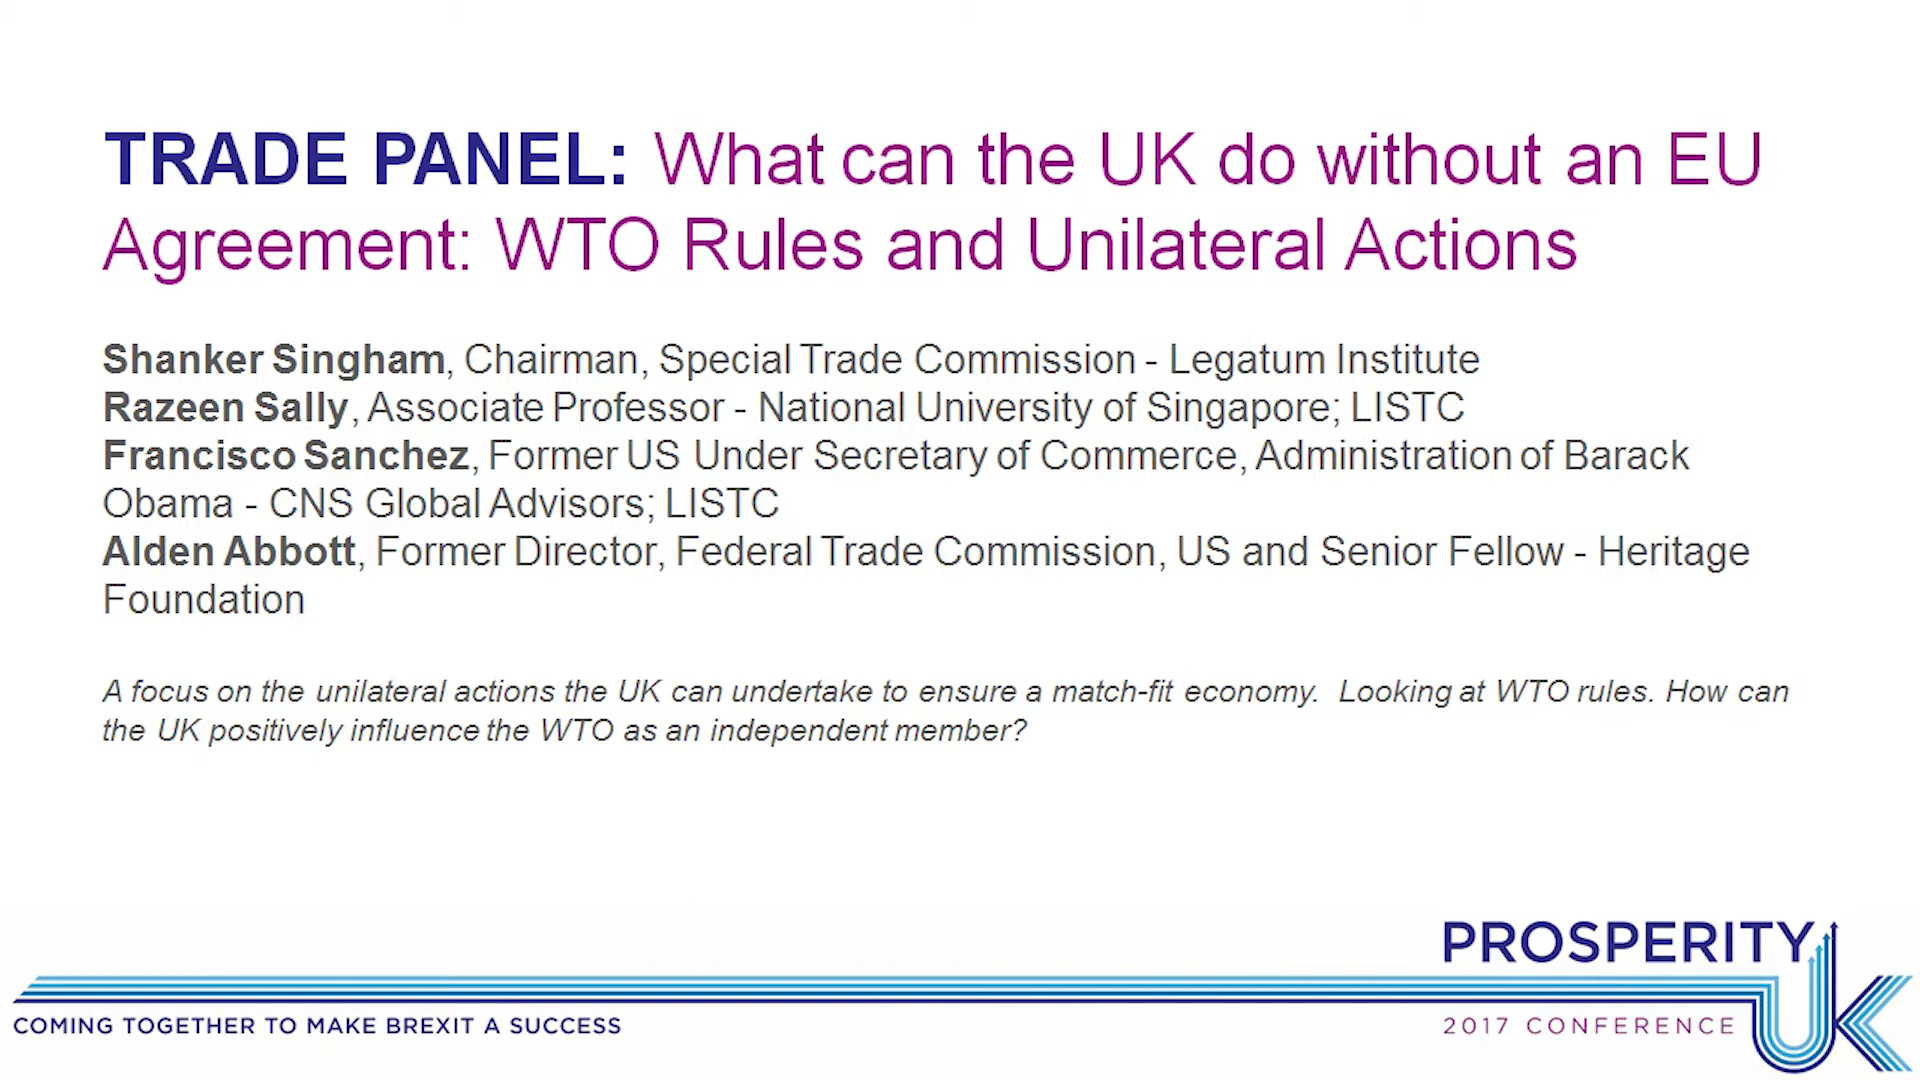 TRADE PANEL: What can the UK do without an EU
Agreement: WTO Rules and Unilateral Actions
Shanker Singham, Chairman, Special Trade Commission - Legatum Institute
Razeen Sally, Associate Professor - National University of Singapore; LISTC
Francisco Sanchez, Former US Under Secretary of Commerce, Administration of Barack
Obama - CNS Global Advisors; LISTC
Alden Abbott, Former Director, Federal Trade Commission, US and Senior Fellow - Heritage
Foundation
A focus on the unilateral actions the UK can undertake to ensure a match-fit economy.  Looking at WTO rules. How can
the UK positively influence the WTO as an independent member?
PROSPERITY
UK
COMING TOGETHER TO MAKE BREXIT A SUCCESS
2017 CONFERENCE